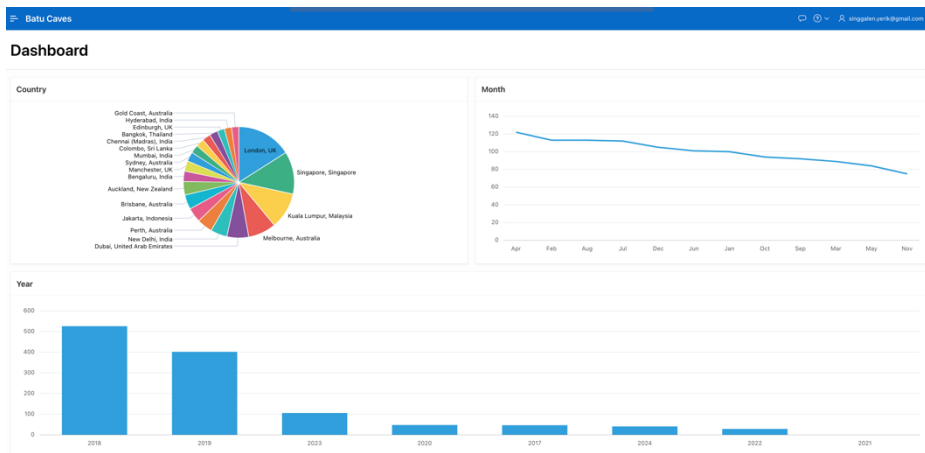 Batu Caves
singgalen.yerik@gmail.com
Dashboard
Country
Gold Coast, Australia
Hyderabad, India
Edinburgh, UK
Bangkok, Thailand
Chennai (Madras), India
Colombo, Sri Lanka
Mumbai, India
Sydney, Australia
Manchester, UK
Bengaluru, India
Auckland, New Zealand
Brisbane, Australia
Jakarta, Indonesia
Perth, Australia
New Delhi, India
Dubai, United Arab Emirates
London, UK
Singapore, Singapore
Kuala Lumpur, Malaysia
Melbourne, Australia
Month
140
120
100
80
60
40
20
0
Apr Feb Aug Jul Dec Jun Jan Oct Sep Mar May Nov
Year
600
500
400
300
200
100
0
2018 2019 2023 2020 2017 2024 2022 2021